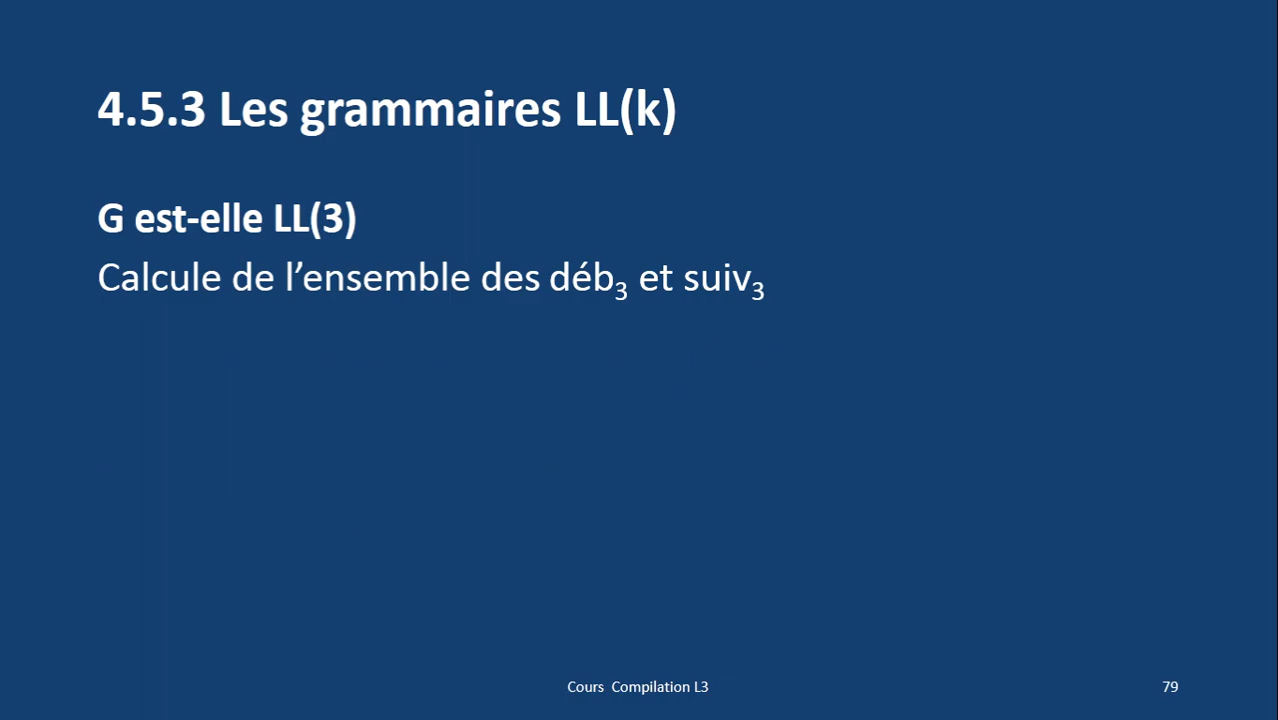 4.5.3 Les grammaires LL(k)
G est-elle LL(3)
Calcule de l’ensemble des déb₃ et suiv₃
Cours  Compilation L3
79